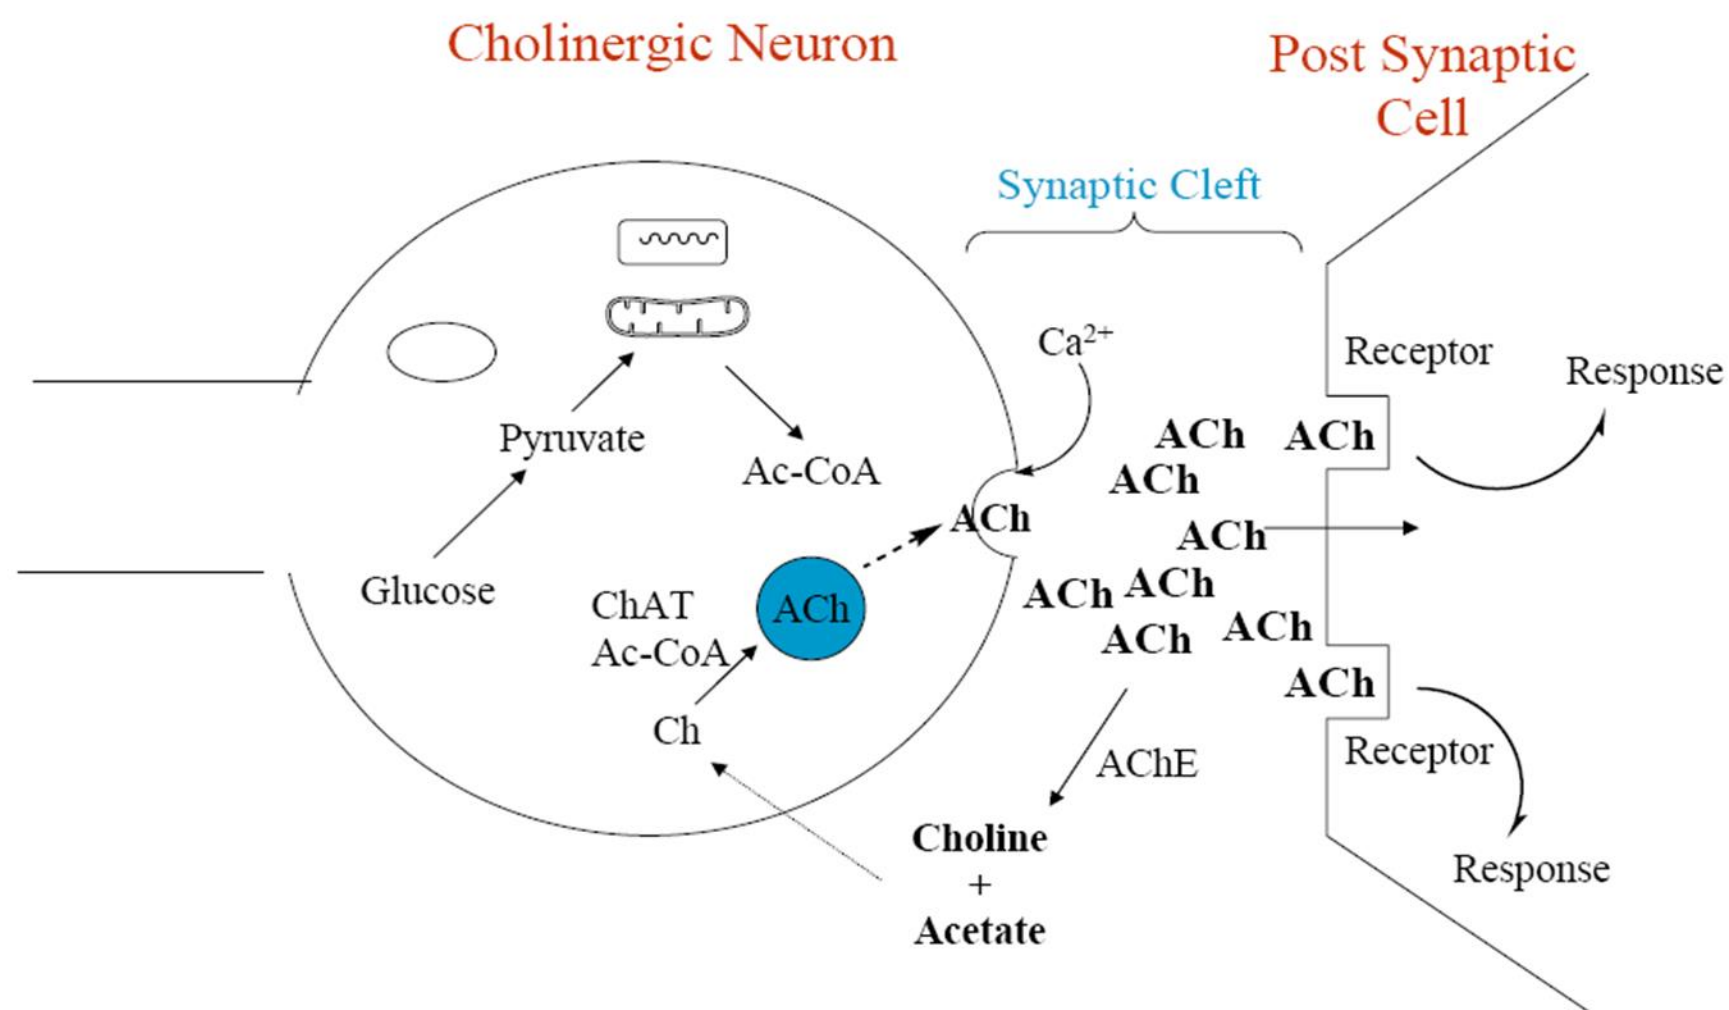 Cholinergic Neuron
Post Synaptic
Cell
Synaptic Cleft
Ca2+
Receptor
Response
Pyruvate
Ac-CoA
ACh
ACh
ACh
ACh
ACh
Glucose
ChAT
Ac-CoA
ACh
ACh
ACh
ACh
ACh
ACh
Ch
AChE
Receptor
Choline
+
Acetate
Response